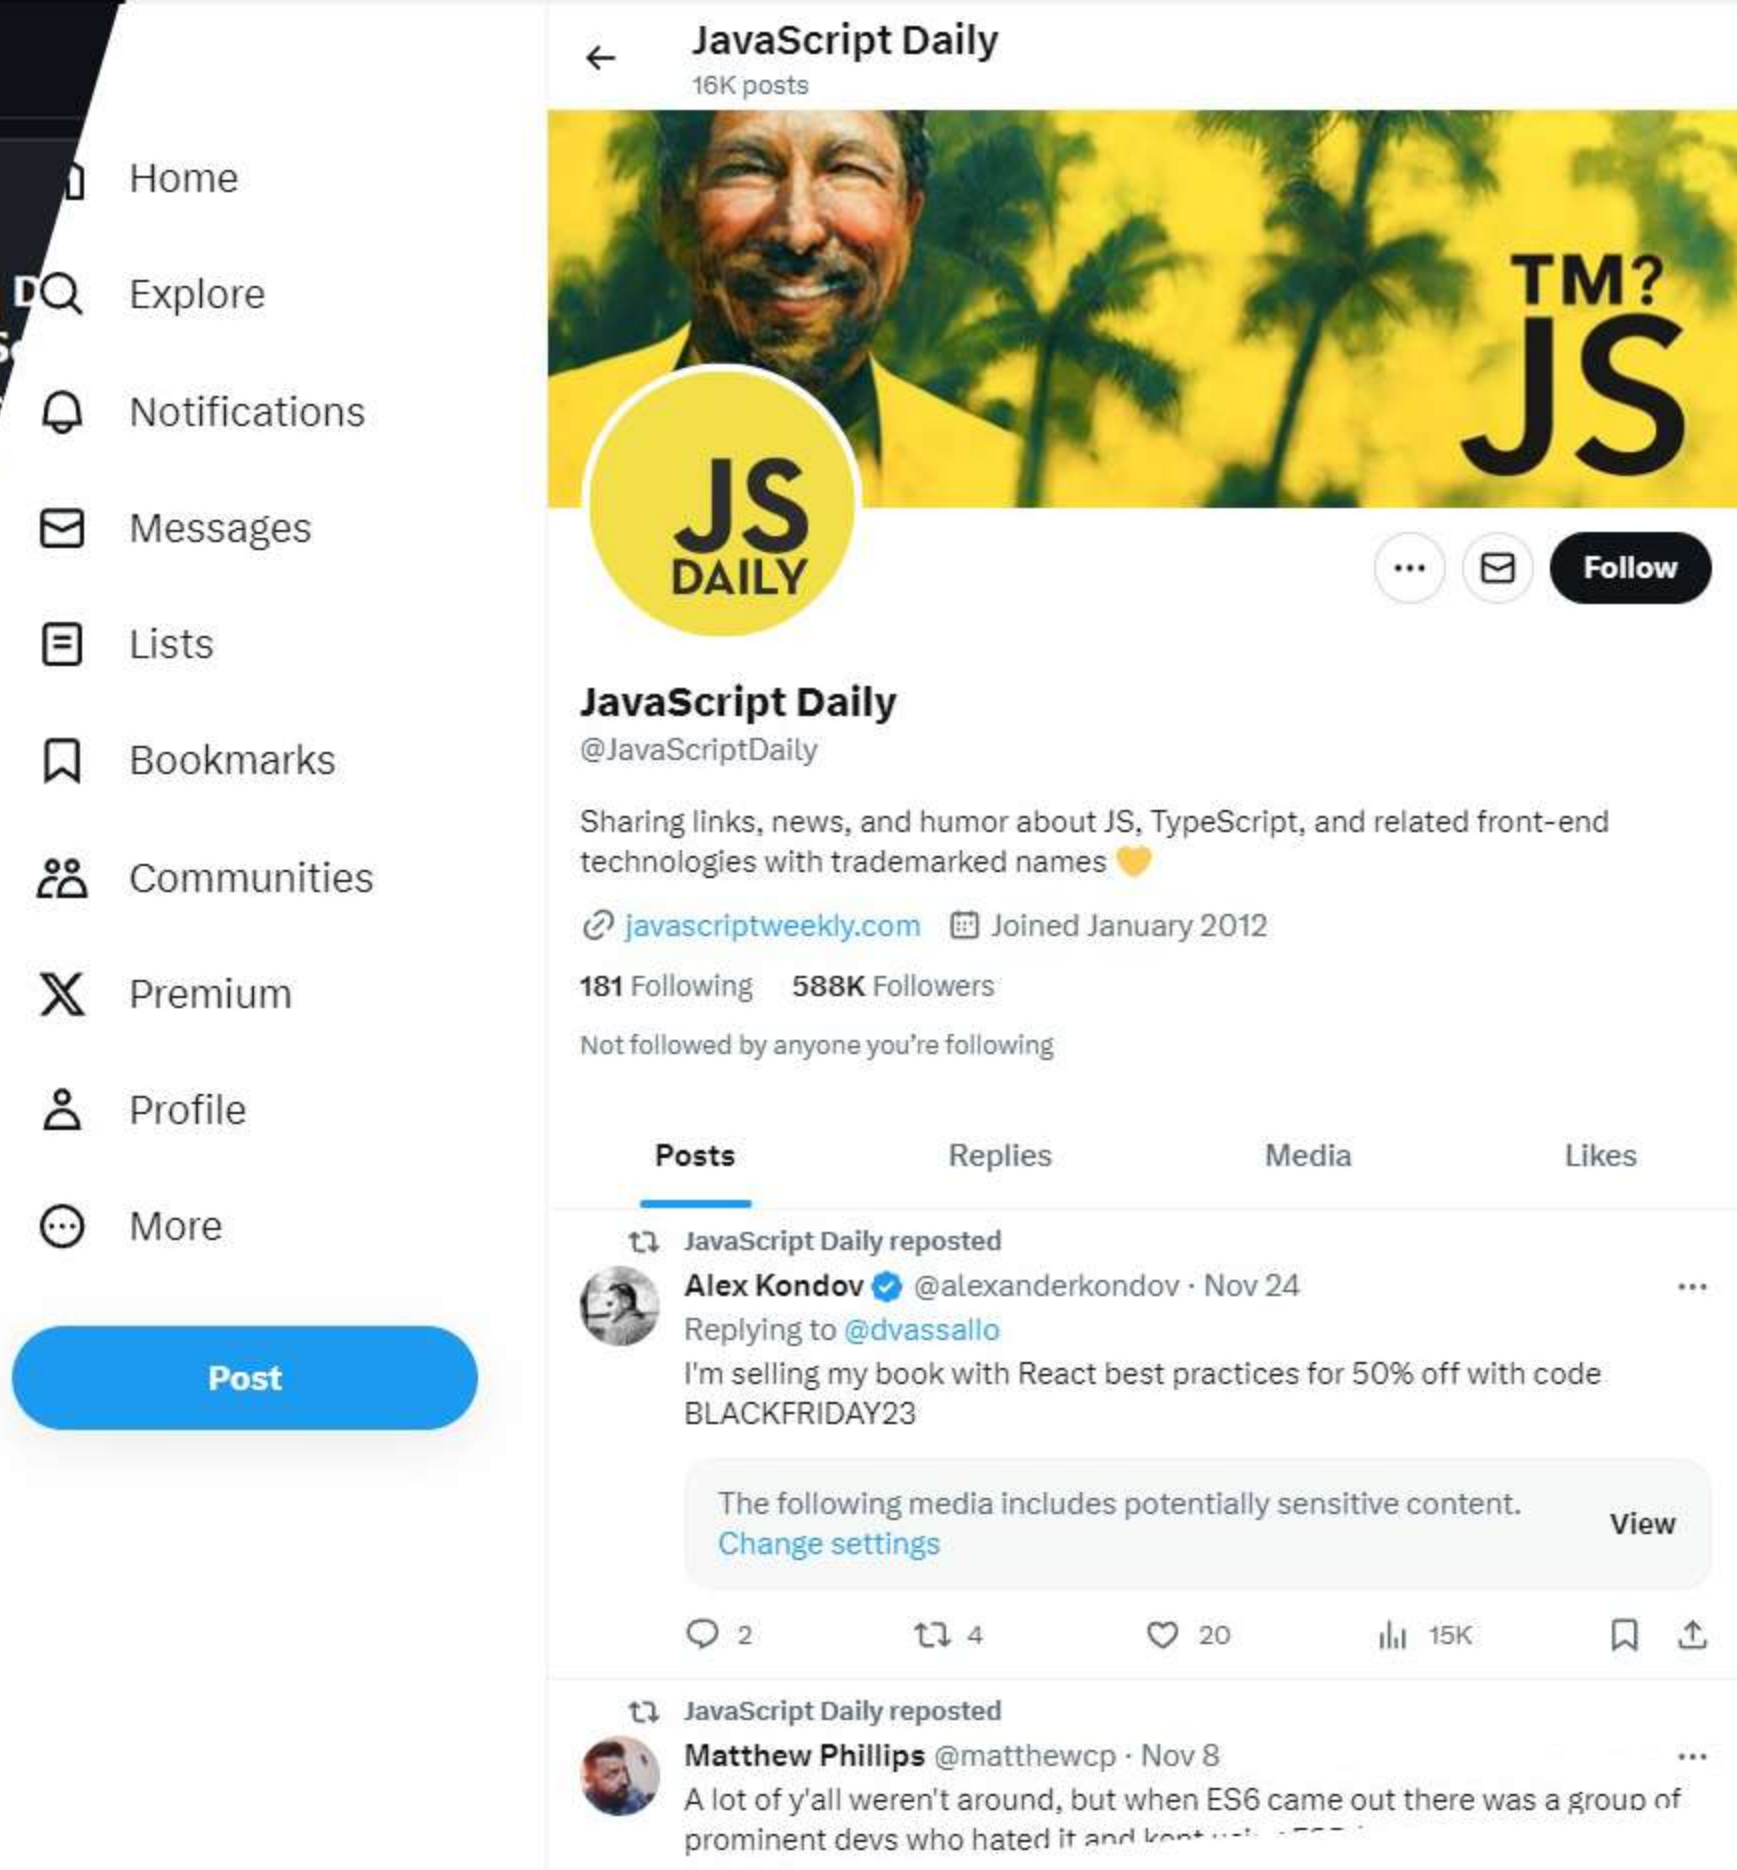 JavaScript Daily
16K posts
Home
Explore
Notifications
Messages
Lists
Bookmarks
Communities
Premium
Profile
More
Post
TM?
JS
JS
DAILY
Follow
JavaScript Daily
@JavaScriptDaily
Sharing links, news, and humor about JS, TypeScript, and related front-end
technologies with trademarked names 💛
javascriptweekly.com Joined January 2012
181 Following 588K Followers
Not followed by anyone you're following
Posts Replies Media Likes
JavaScript Daily reposted
Alex Kondov @alexanderkondov · Nov 24
Replying to @dvassallo
I'm selling my book with React best practices for 50% off with code
BLACKFRIDAY23
The following media includes potentially sensitive content.
Change settings
View
2 4 20 15K
JavaScript Daily reposted
Matthew Phillips @matthewcp · Nov 8
A lot of y'all weren't around, but when ES6 came out there was a group of
prominent devs who hated it and